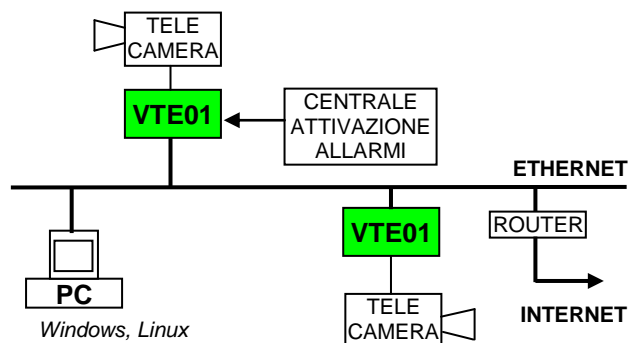 TELE
CAMERA
VTE01
CENTRALE
ATTIVAZIONE
ALLARMI
ETHERNET
VTE01
ROUTER
PC
TELE
CAMERA
INTERNET
Windows, Linux